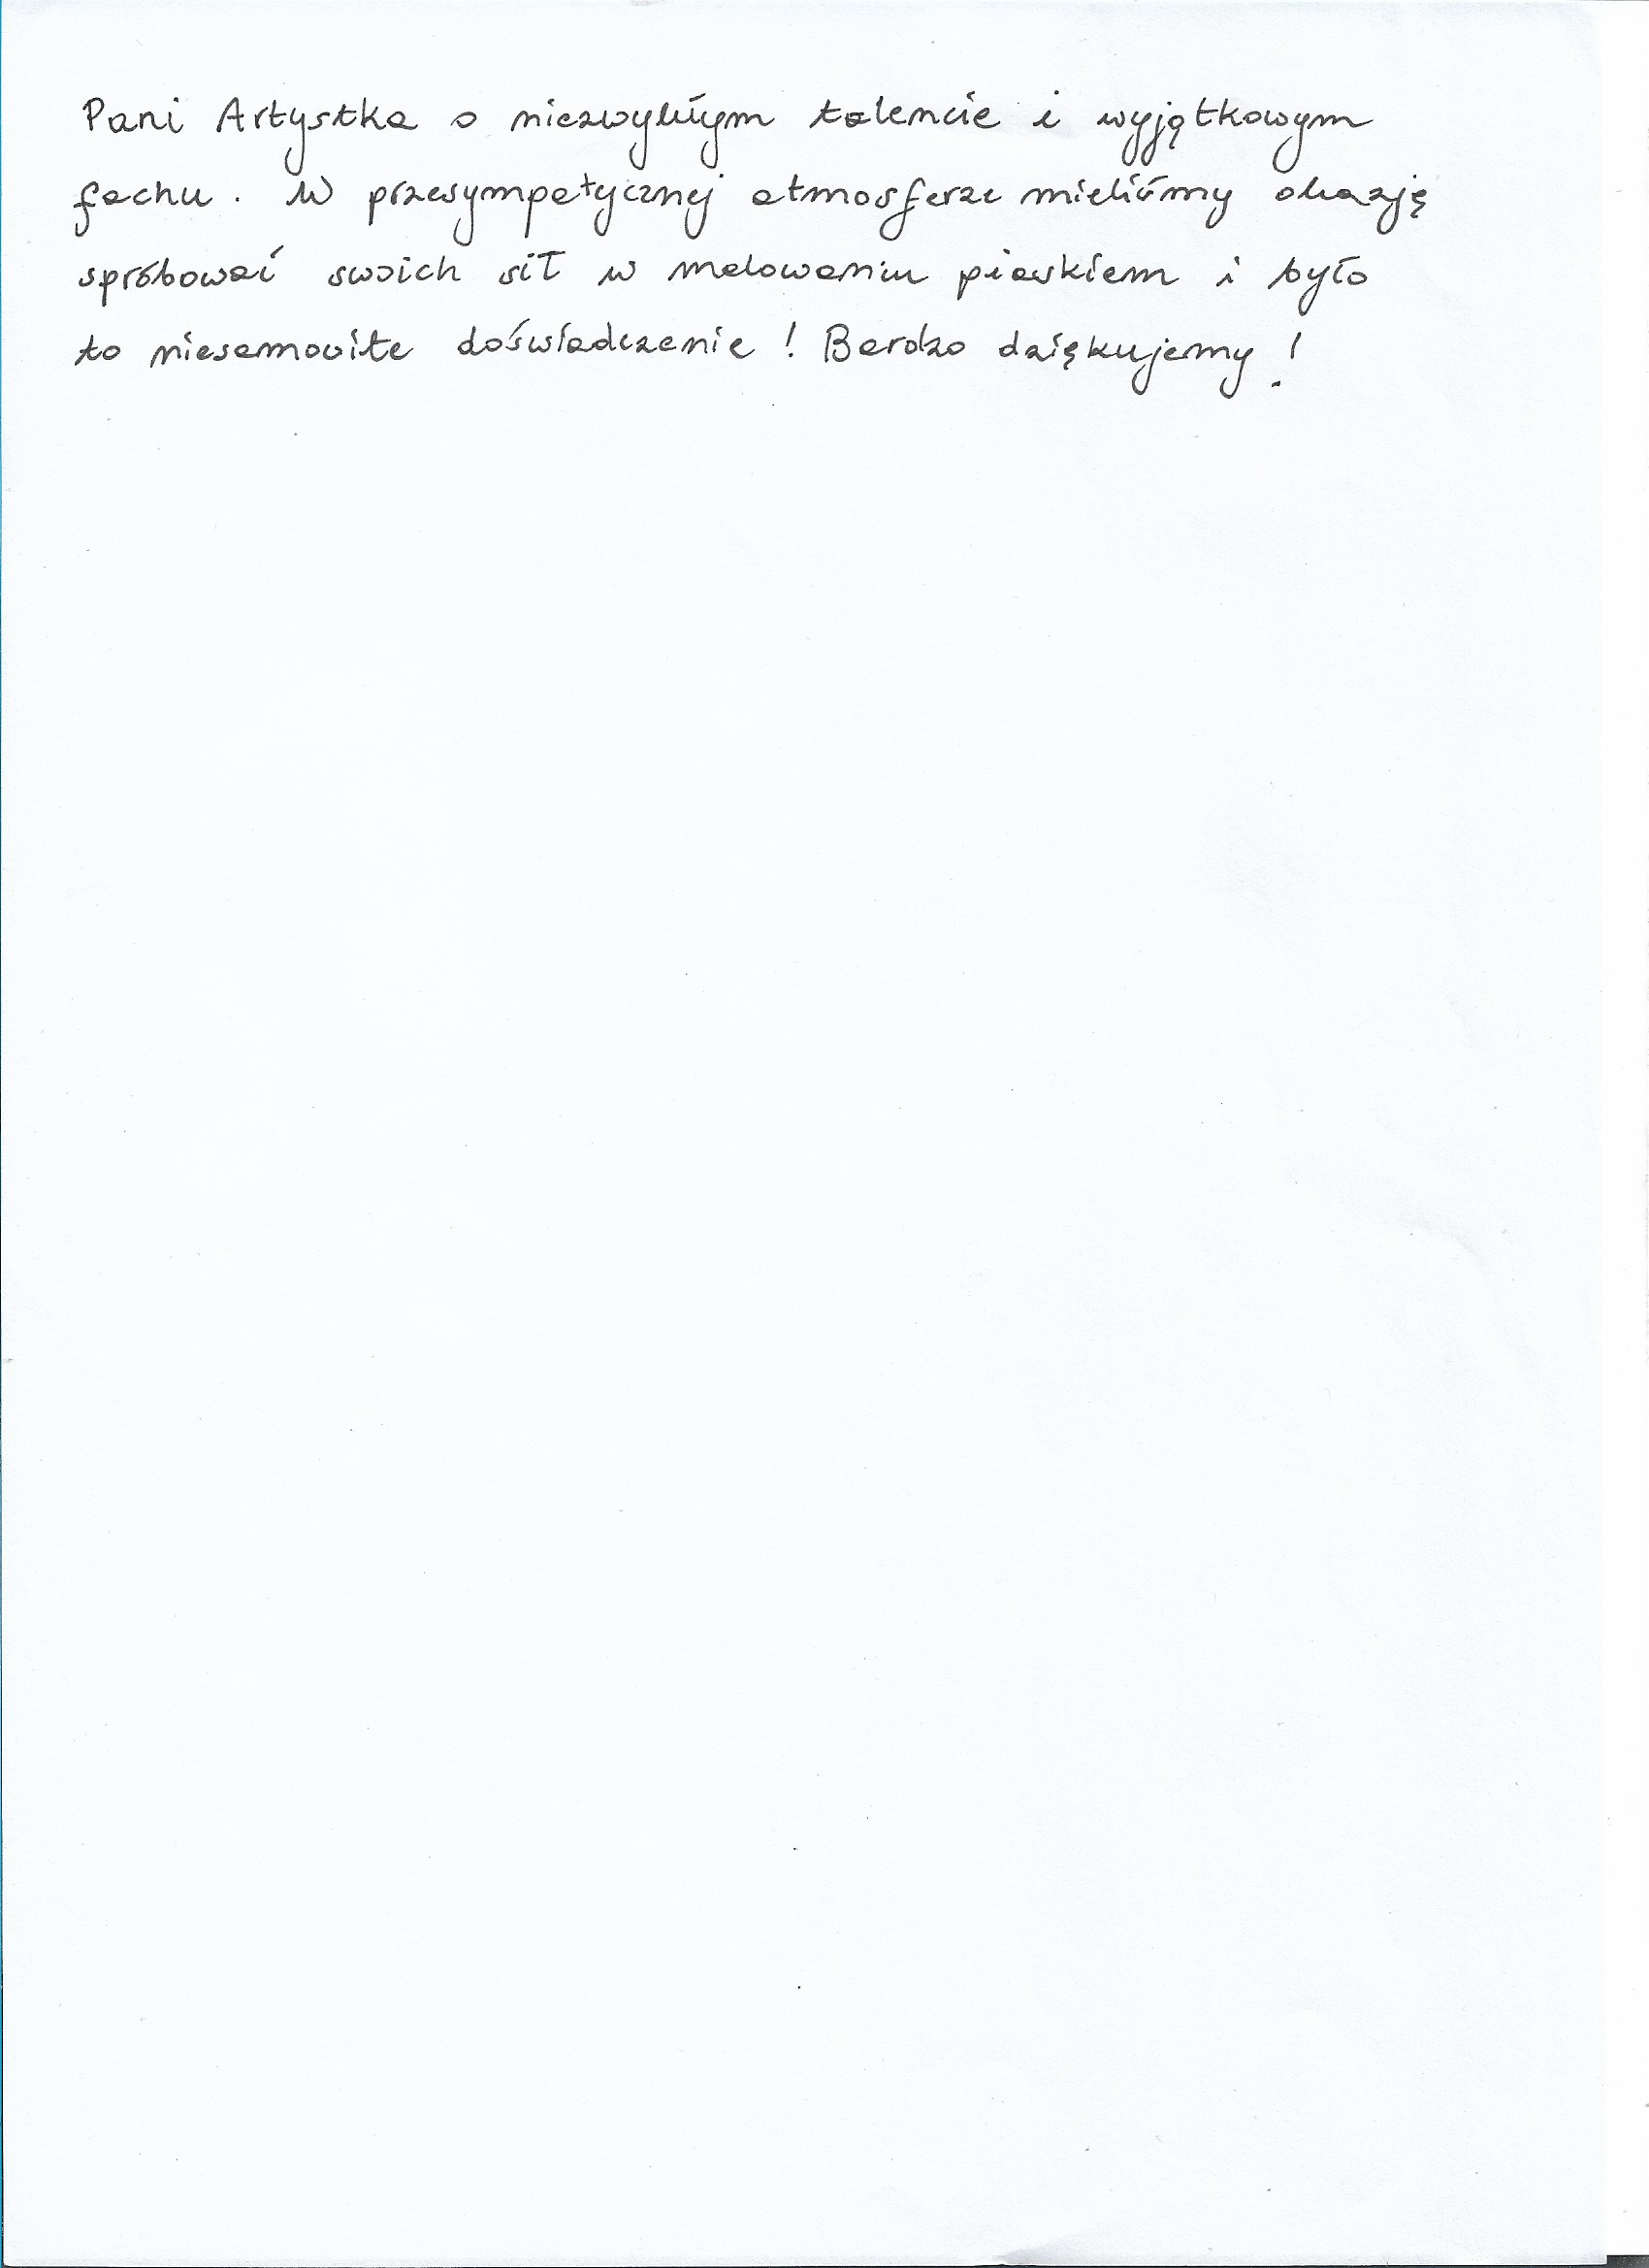 Pani Artystka o niezwykłym talencie i wyjątkowym
fachu. W przesympatycznej atmosferze mieliśmy okazję
spróbować swoich sił w malowaniu piaskiem i było
to niesamowite doświadczenie! Bardzo dziękujemy!